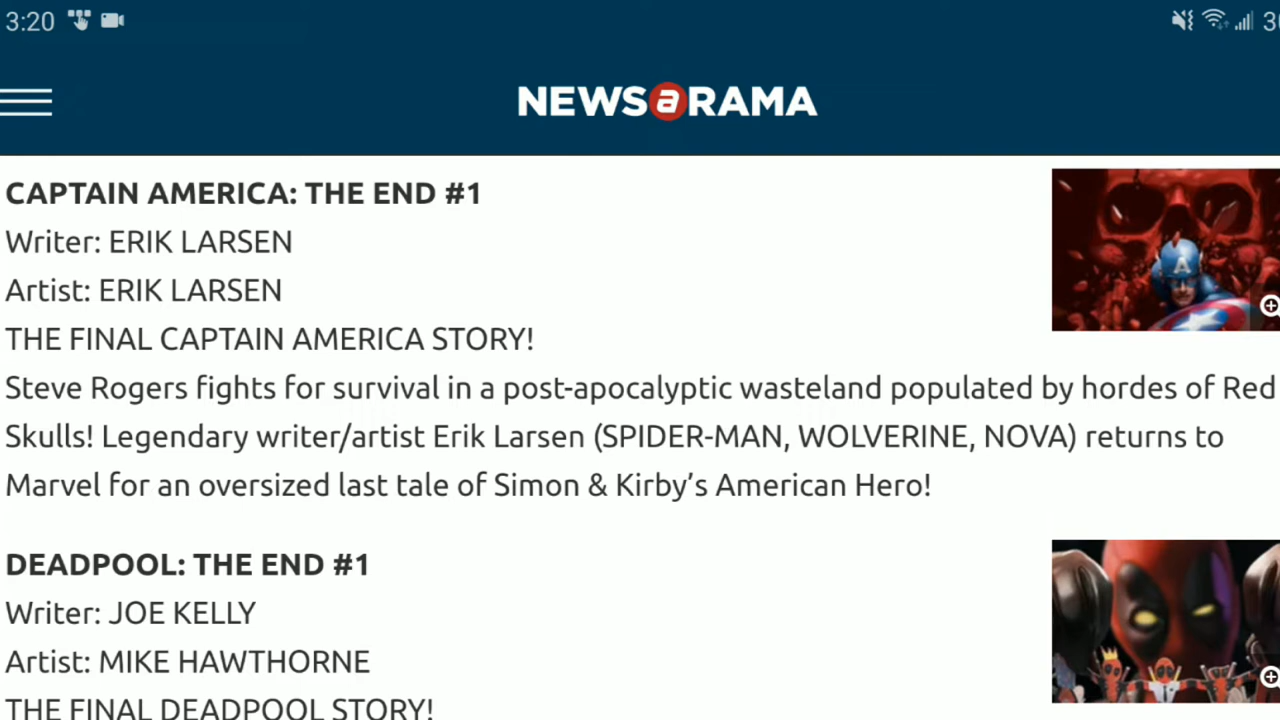 3:20
NEWSaRAMA
CAPTAIN AMERICA: THE END #1
Writer: ERIK LARSEN
Artist: ERIK LARSEN
THE FINAL CAPTAIN AMERICA STORY!
Steve Rogers fights for survival in a post-apocalyptic wasteland populated by hordes of Red
Skulls! Legendary writer/artist Erik Larsen (SPIDER-MAN, WOLVERINE, NOVA) returns to
Marvel for an oversized last tale of Simon & Kirby’s American Hero!
DEADPOOL: THE END #1
Writer: JOE KELLY
Artist: MIKE HAWTHORNE
THE FINAL DEADPOOL STORY!